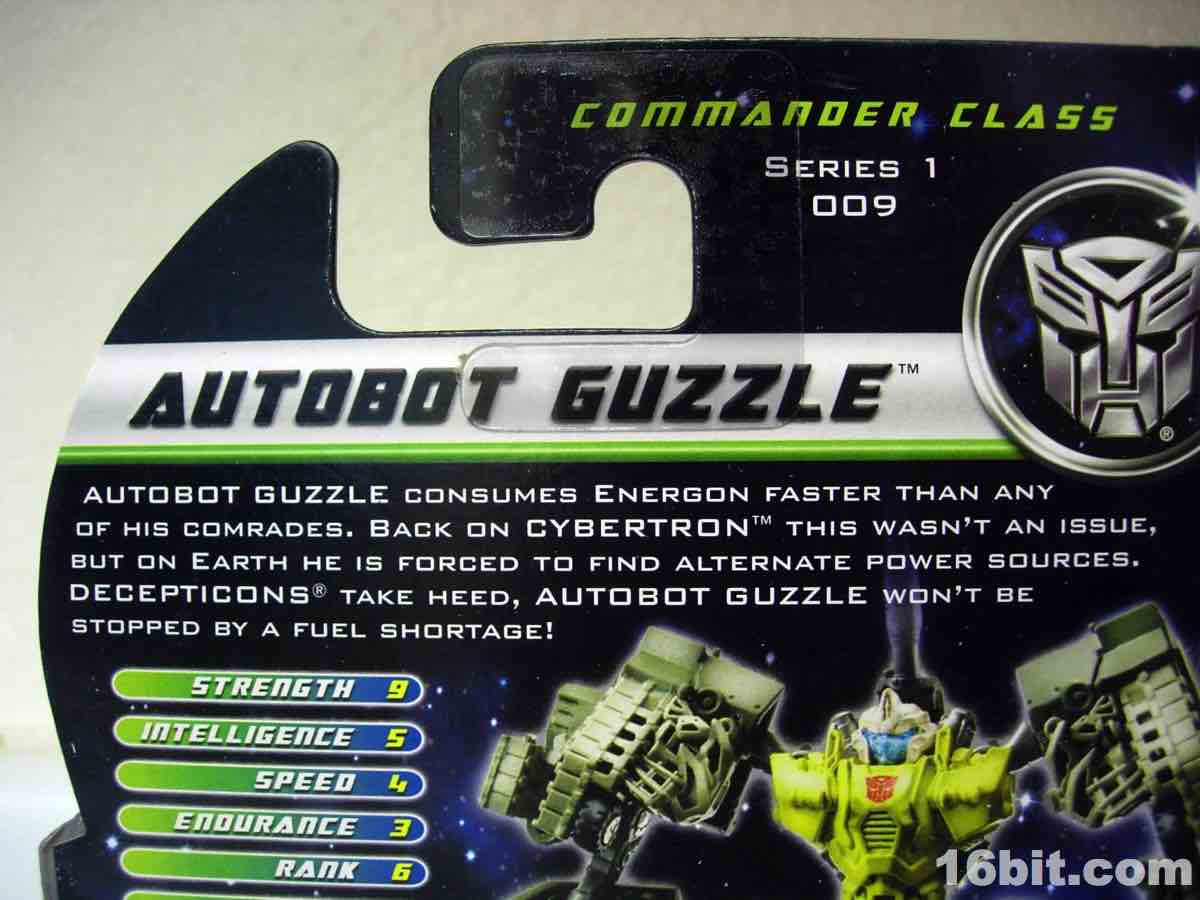 COMMANDER CLASS
SERIES 1
009
AUTOBOT GUZZLE™
AUTOBOT GUZZLE CONSUMES ENERGON FASTER THAN ANY
OF HIS COMRADES. BACK ON CYBERTRON™ THIS WASN'T AN ISSUE,
BUT ON EARTH HE IS FORCED TO FIND ALTERNATE POWER SOURCES.
DECEPTICONS® TAKE HEED, AUTOBOT GUZZLE WON'T BE
STOPPED BY A FUEL SHORTAGE!
STRENGTH 9
INTELLIGENCE 5
SPEED 4
ENDURANCE 3
RANK 6
®
16bit.com